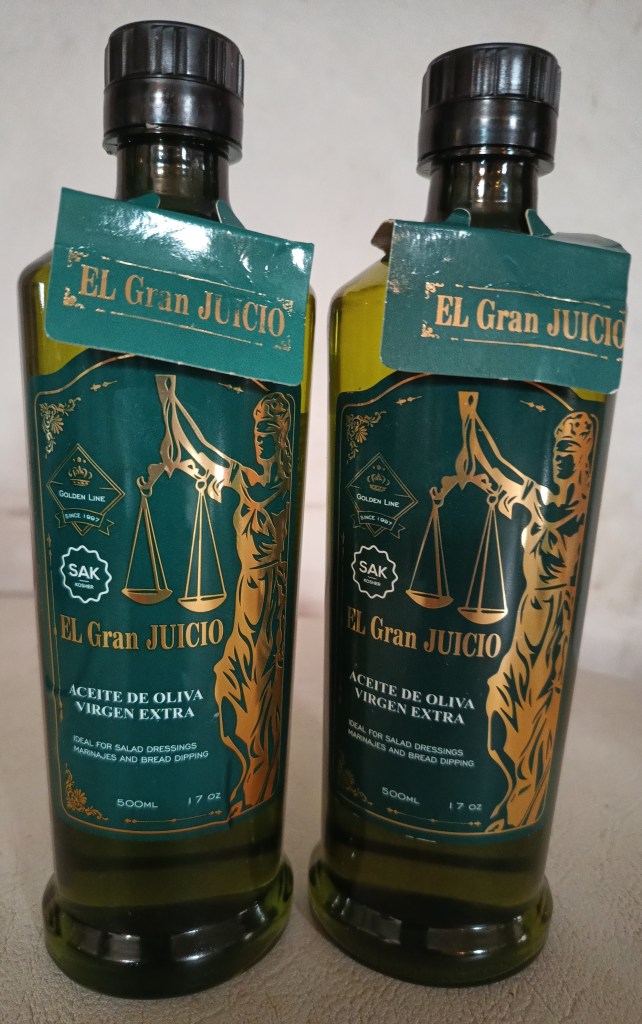 EL Gran JUICIO
GOLDEN LINE
SINCE 1997
SAK
KOSHER
EL Gran JUICIO
ACEITE DE OLIVA
VIRGEN EXTRA
IDEAL FOR SALAD DRESSINGS
MARINAJES AND BREAD DIPPING
500ML 17 OZ
EL Gran JUICIO
GOLDEN LINE
SINCE 1997
SAK
KOSHER
EL Gran JUICIO
ACEITE DE OLIVA
VIRGEN EXTRA
IDEAL FOR SALAD DRESSINGS
MARINAJES AND BREAD DIPPING
500ML 17 OZ